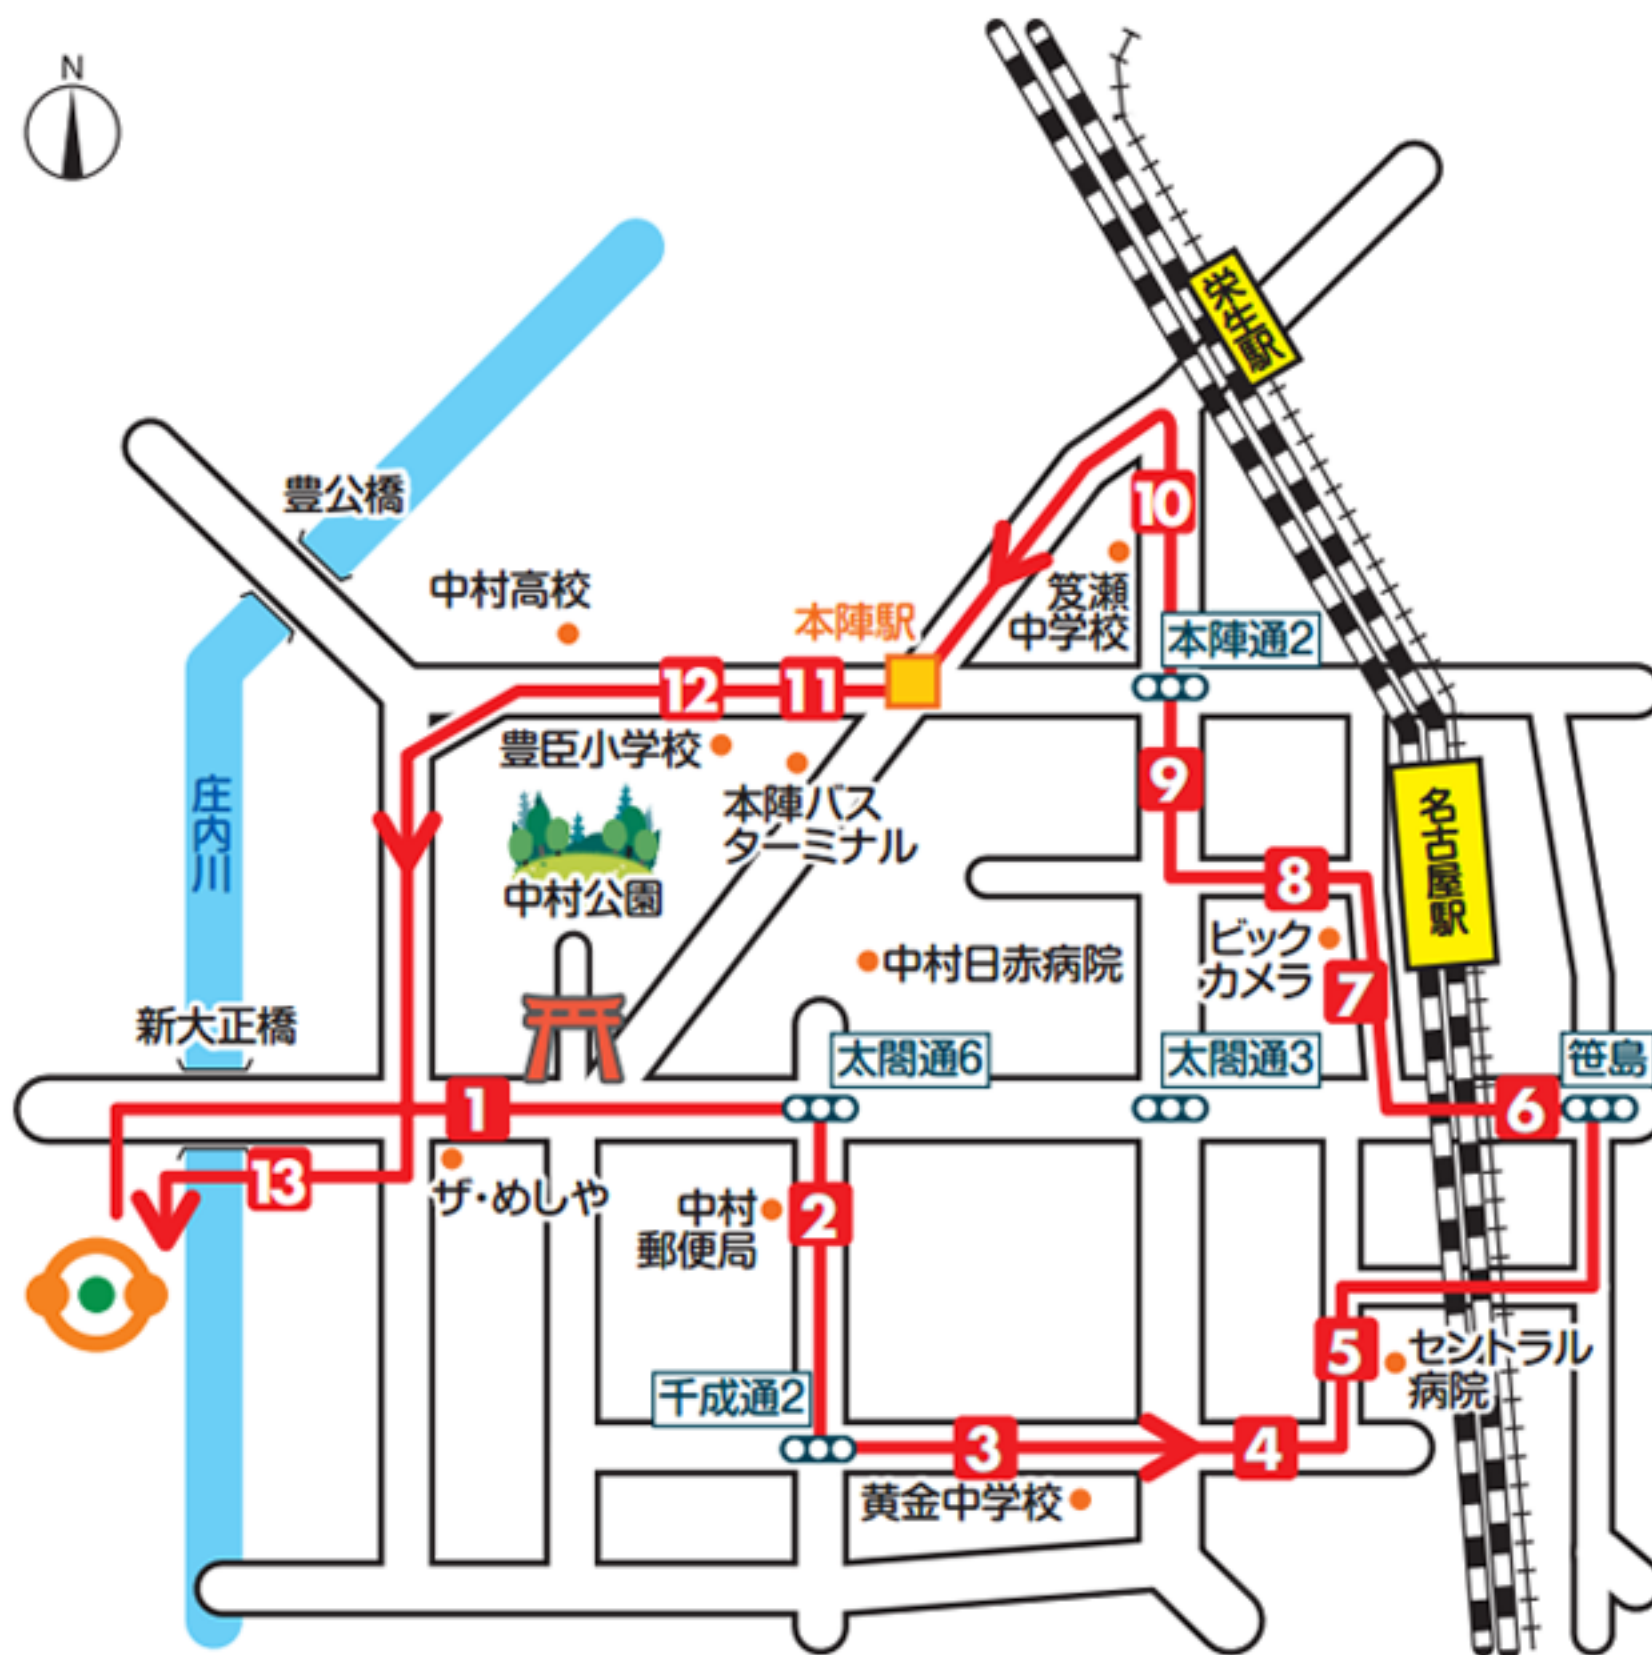 N
栄生駅
豊公橋
10
中村高校
笈瀬
中学校
本陣駅
本陣通2
12
11
豊臣小学校
9
本陣バス
ターミナル
庄内川
名古屋駅
8
中村公園
ビック
カメラ
中村日赤病院
7
新大正橋
太閤通6
太閤通3
笹島
1
6
13
ザ・めしや
中村
郵便局
2
5
セントラル
病院
千成通2
3
4
黄金中学校